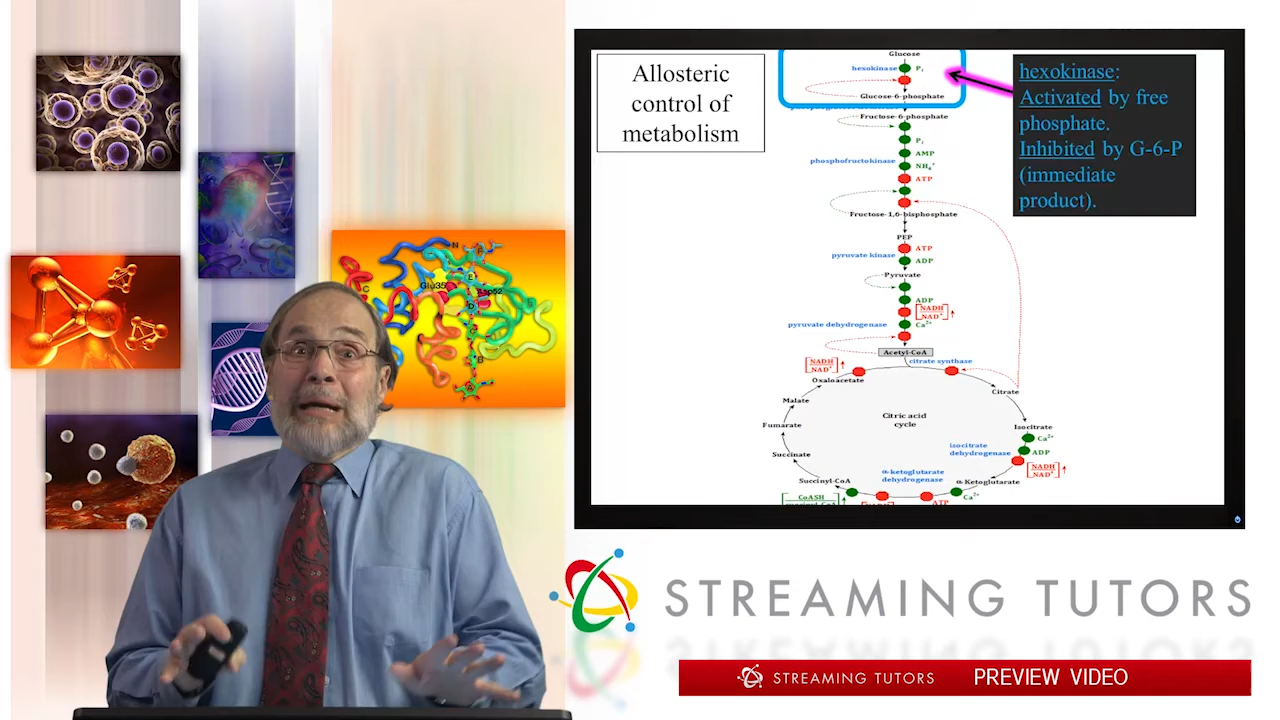 Allosteric
control of
metabolism
Glucose
hexokinase
Pi
Glucose-6-phosphate
Fructose-6-phosphate
Pi
AMP
phosphofructokinase
NH4+
ATP
Fructose-1,6-bisphosphate
PEP
ATP
pyruvate kinase
ADP
Pyruvate
ADP
NADH
NAD+
pyruvate dehydrogenase
Ca2+
Acetyl-CoA
NADH
NAD+
citrate synthase
Oxaloacetate
Citrate
Malate
Citric acid
cycle
Fumarate
Isocitrate
Ca2+
isocitrate
dehydrogenase
ADP
Succinate
NADH
NAD+
α-ketoglutarate
dehydrogenase
Succinyl-CoA
α-Ketoglutarate
CoASH
ATP
Ca2+
hexokinase:
Activated by free
phosphate.
Inhibited by G-6-P
(immediate
product).
N
F
E
Glu35
Asp52
C
D
C
B
A
STREAMING TUTORS
STREAMING TUTORS PREVIEW VIDEO